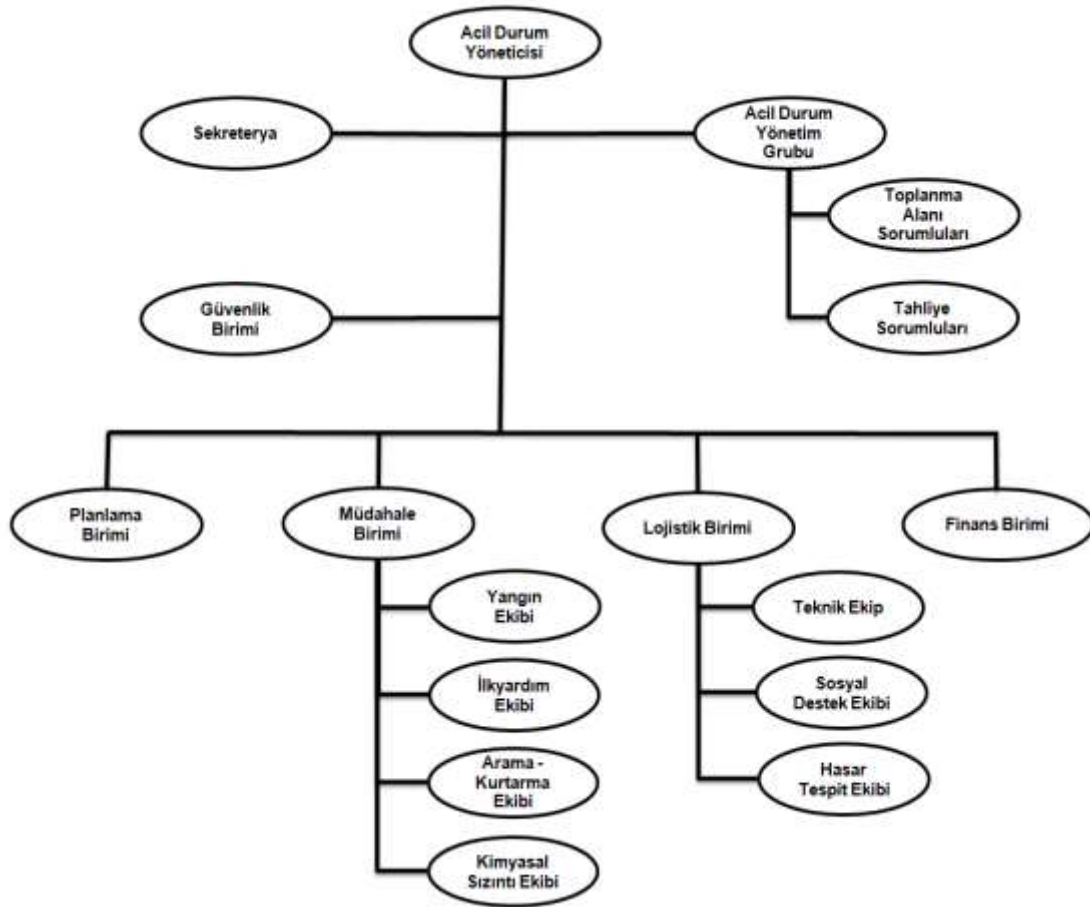 Acil Durum
Yöneticisi
Sekreterya
Acil Durum
Yönetim
Grubu
Toplanma
Alanı
Sorumluları
Güvenlik
Birimi
Tahliye
Sorumluları
Planlama
Birimi
Müdahale
Birimi
Lojistik Birimi
Finans Birimi
Yangın
Ekibi
Teknik Ekip
İlkyardım
Ekibi
Sosyal
Destek Ekibi
Arama -
Kurtarma
Ekibi
Hasar
Tespit Ekibi
Kimyasal
Sızıntı Ekibi